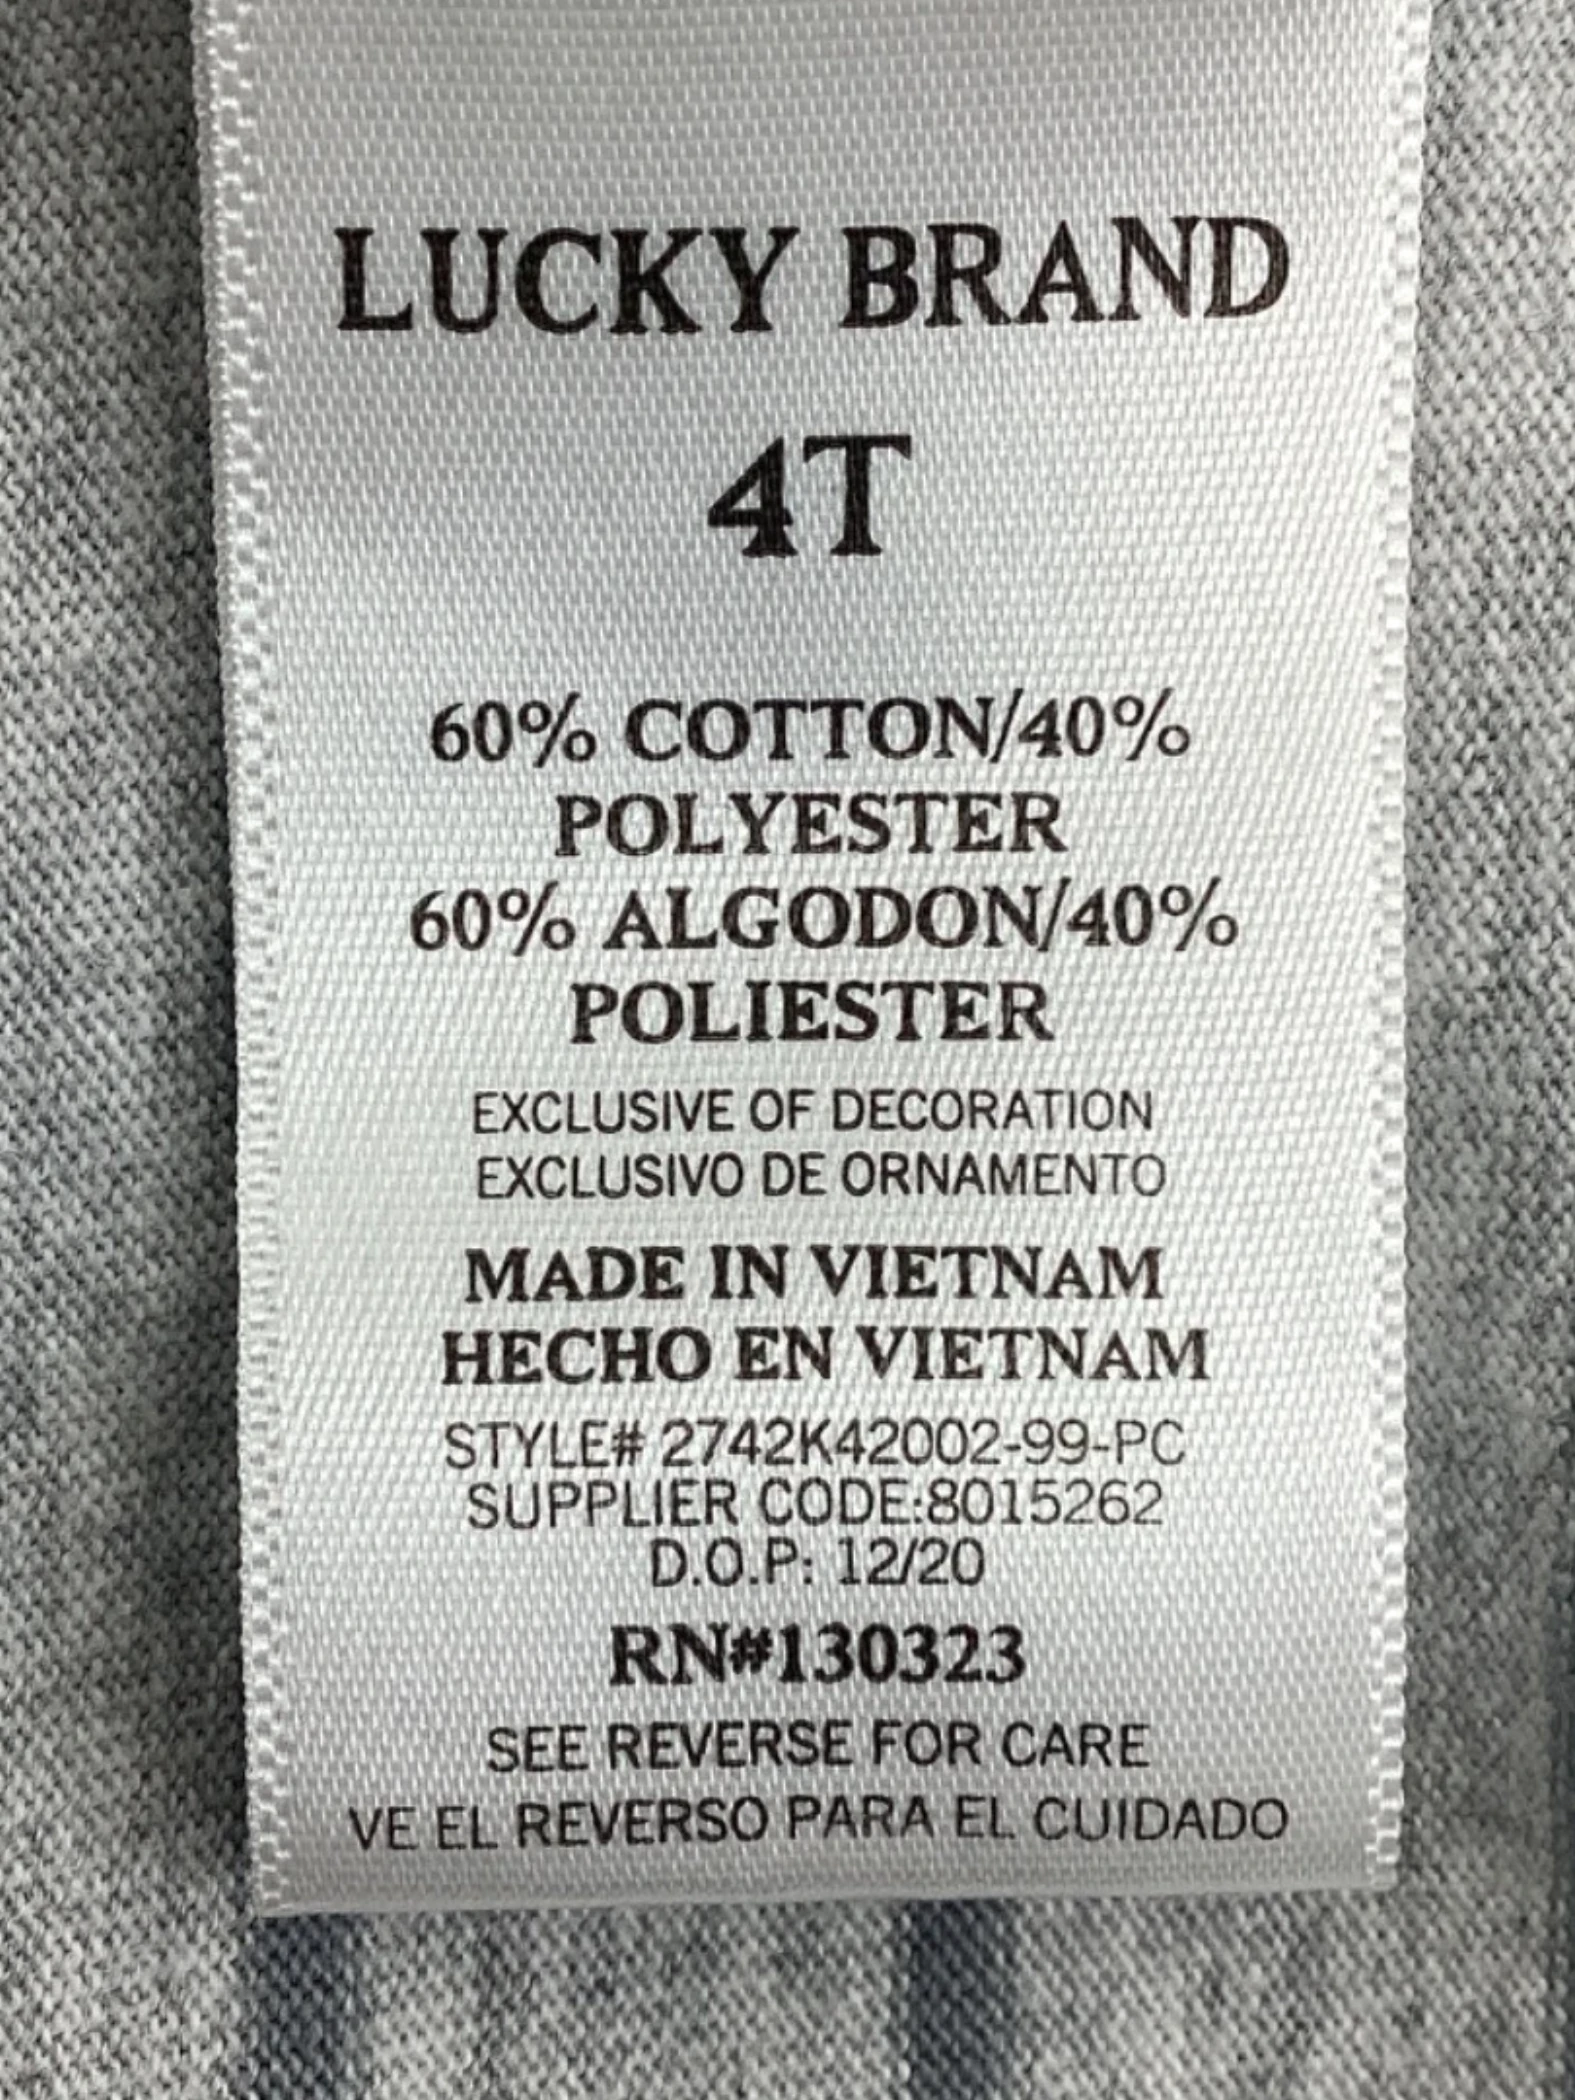 LUCKY BRAND
4T
60% COTTON/40%
POLYESTER
60% ALGODON/40%
POLIESTER
EXCLUSIVE OF DECORATION
EXCLUSIVO DE ORNAMENTO
MADE IN VIETNAM
HECHO EN VIETNAM
STYLE# 2742K42002-99-PC
SUPPLIER CODE:8015262
D.O.P: 12/20
RN#130323
SEE REVERSE FOR CARE
VE EL REVERSO PARA EL CUIDADO